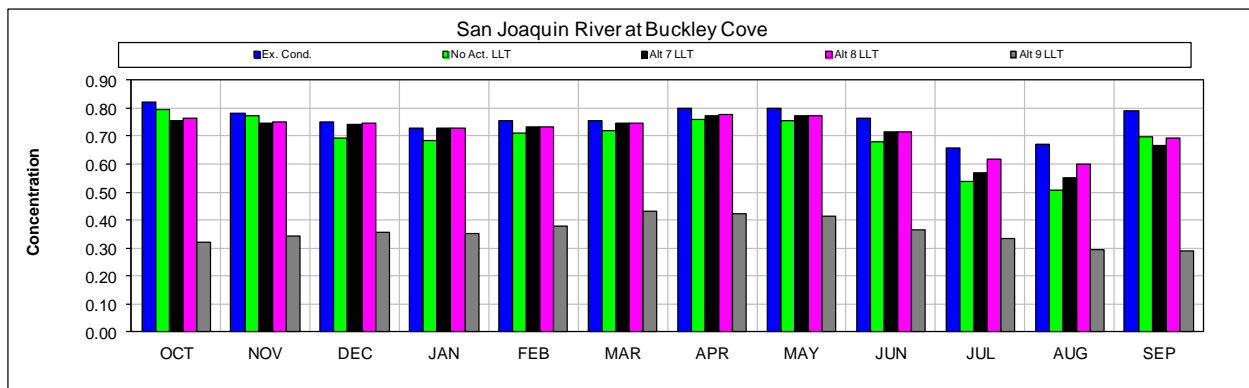 San Joaquin River at Buckley Cove
Ex. Cond. No Act. LLT Alt 7 LLT Alt 8 LLT Alt 9 LLT
Concentration
0.90
0.80
0.70
0.60
0.50
0.40
0.30
0.20
0.10
0.00
OCT NOV DEC JAN FEB MAR APR MAY JUN JUL AUG SEP